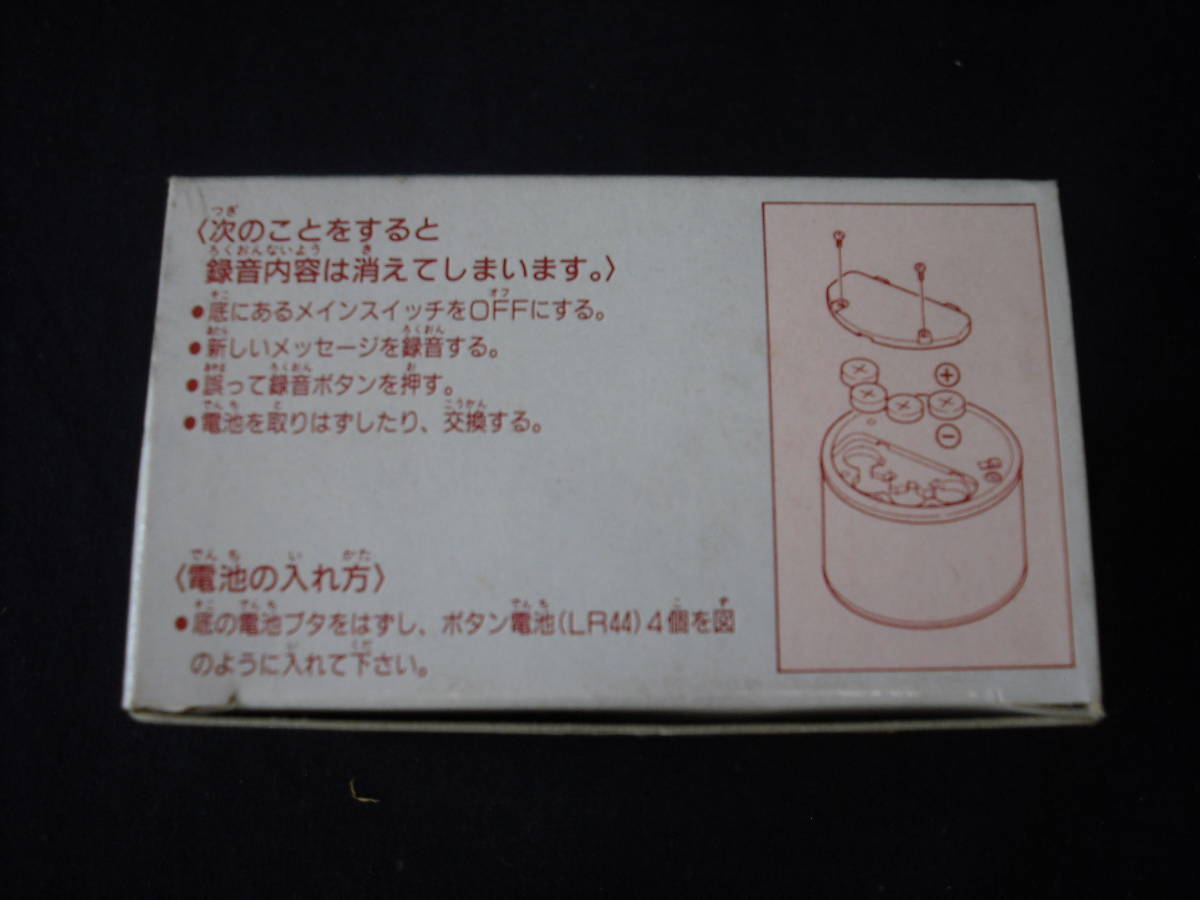 〈次のことをすると
録音内容は消えてしまいます。〉
●底にあるメインスイッチをOFFにする。
●新しいメッセージを録音する。
●誤って録音ボタンを押す。
●電池を取りはずしたり、交換する。
〈電池の入れ方〉
●底の電池ブタをはずし、ボタン電池(LR44)4個を図
のように入れて下さい。
+
−